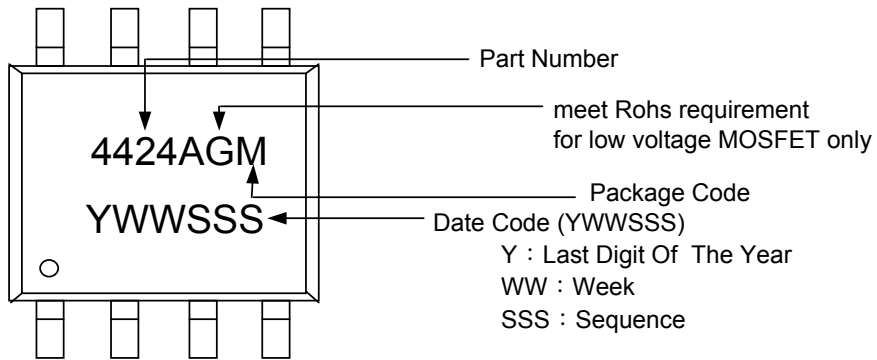 Part Number
meet Rohs requirement
for low voltage MOSFET only
4424AGM
Package Code
YWWSSS
Date Code (YWWSSS)
Y：Last Digit Of The Year
WW：Week
SSS：Sequence